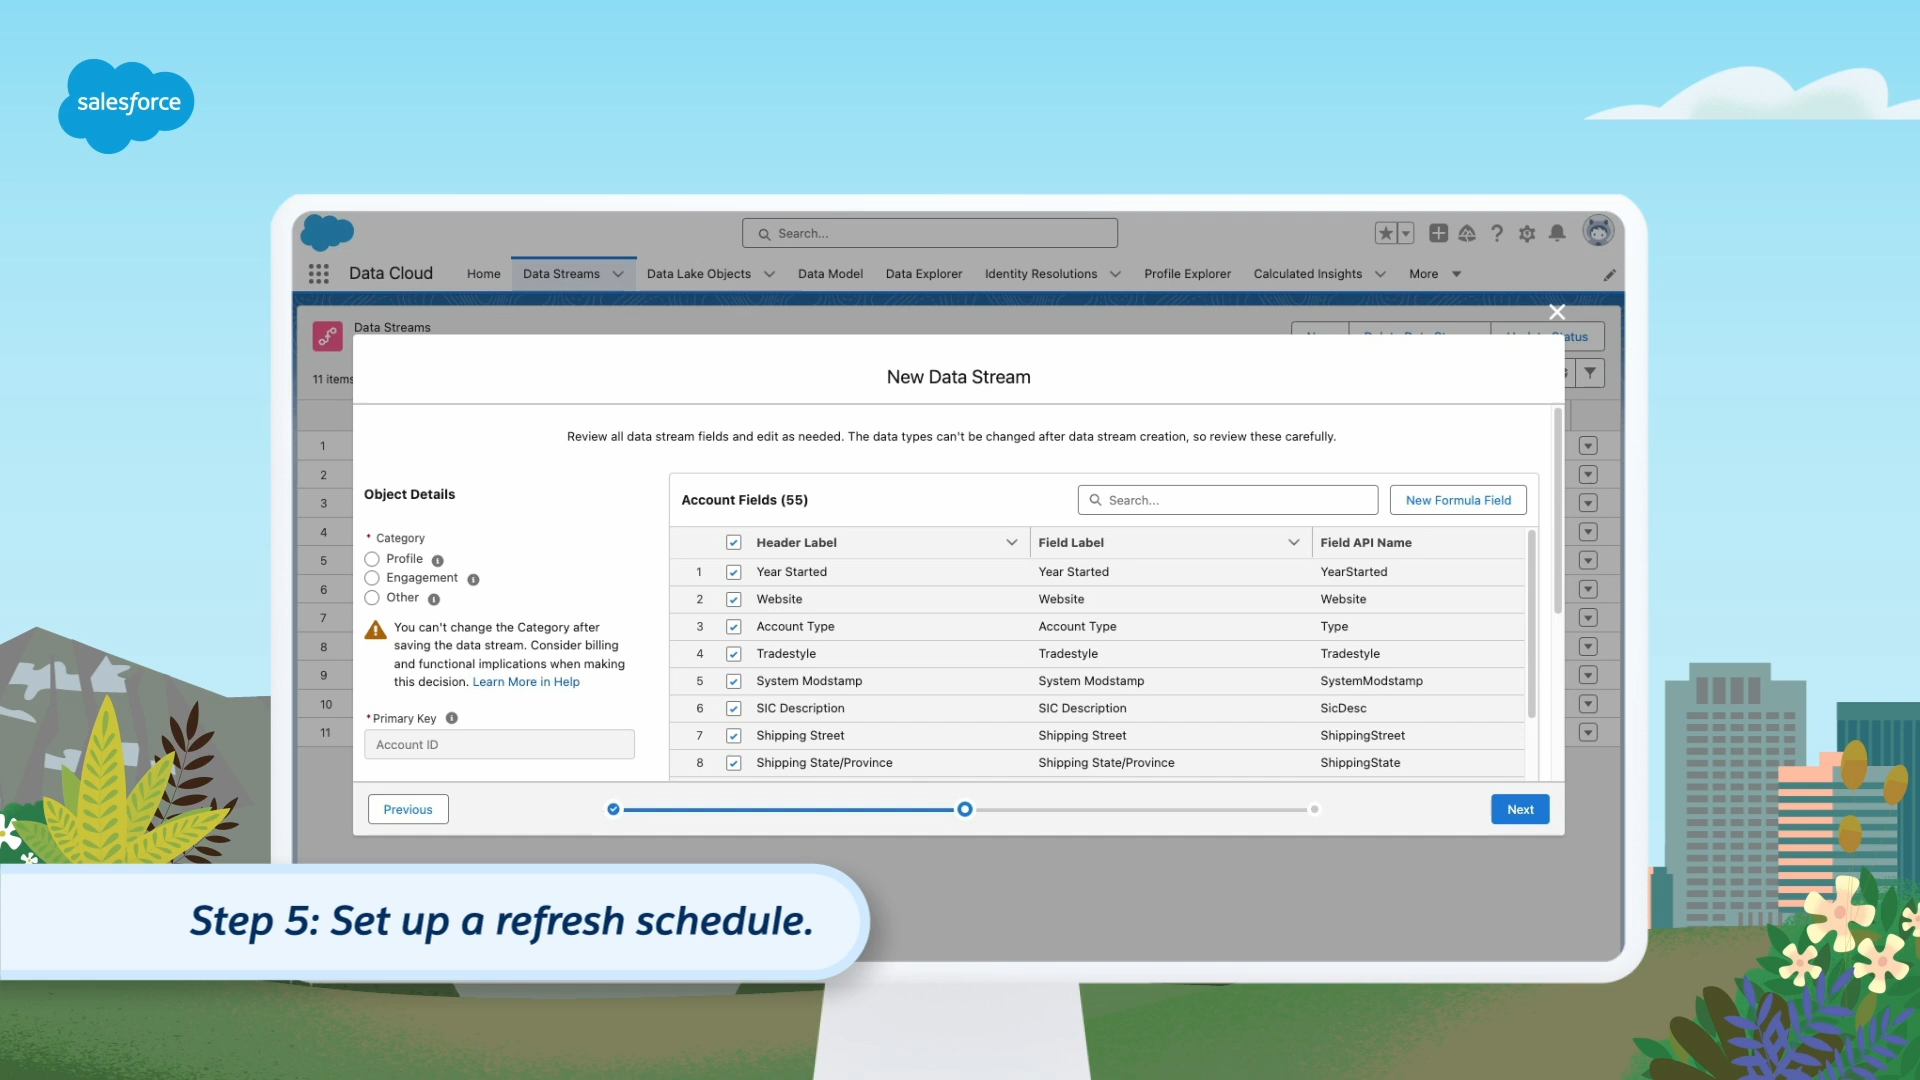 salesforce
Search...
Data Cloud
Home
Data Streams
Data Lake Objects
Data Model
Data Explorer
Identity Resolutions
Profile Explorer
Calculated Insights
More
Data Streams
11 items
New Data Stream
Review all data stream fields and edit as needed. The data types can't be changed after data stream creation, so review these carefully.
Object Details
* Category
Profile
Engagement
Other
You can't change the Category after
saving the data stream. Consider billing
and functional implications when making
this decision. Learn More in Help
* Primary Key
Account ID
Account Fields (55)
Search...
New Formula Field
Header Label Field Label Field API Name
1 Year Started Year Started YearStarted
2 Website Website Website
3 Account Type Account Type Type
4 Tradestyle Tradestyle Tradestyle
5 System Modstamp System Modstamp SystemModstamp
6 SIC Description SIC Description SicDesc
7 Shipping Street Shipping Street ShippingStreet
8 Shipping State/Province Shipping State/Province ShippingState
1
2
3
4
5
6
7
8
9
10
11
Previous
Next
Step 5: Set up a refresh schedule.